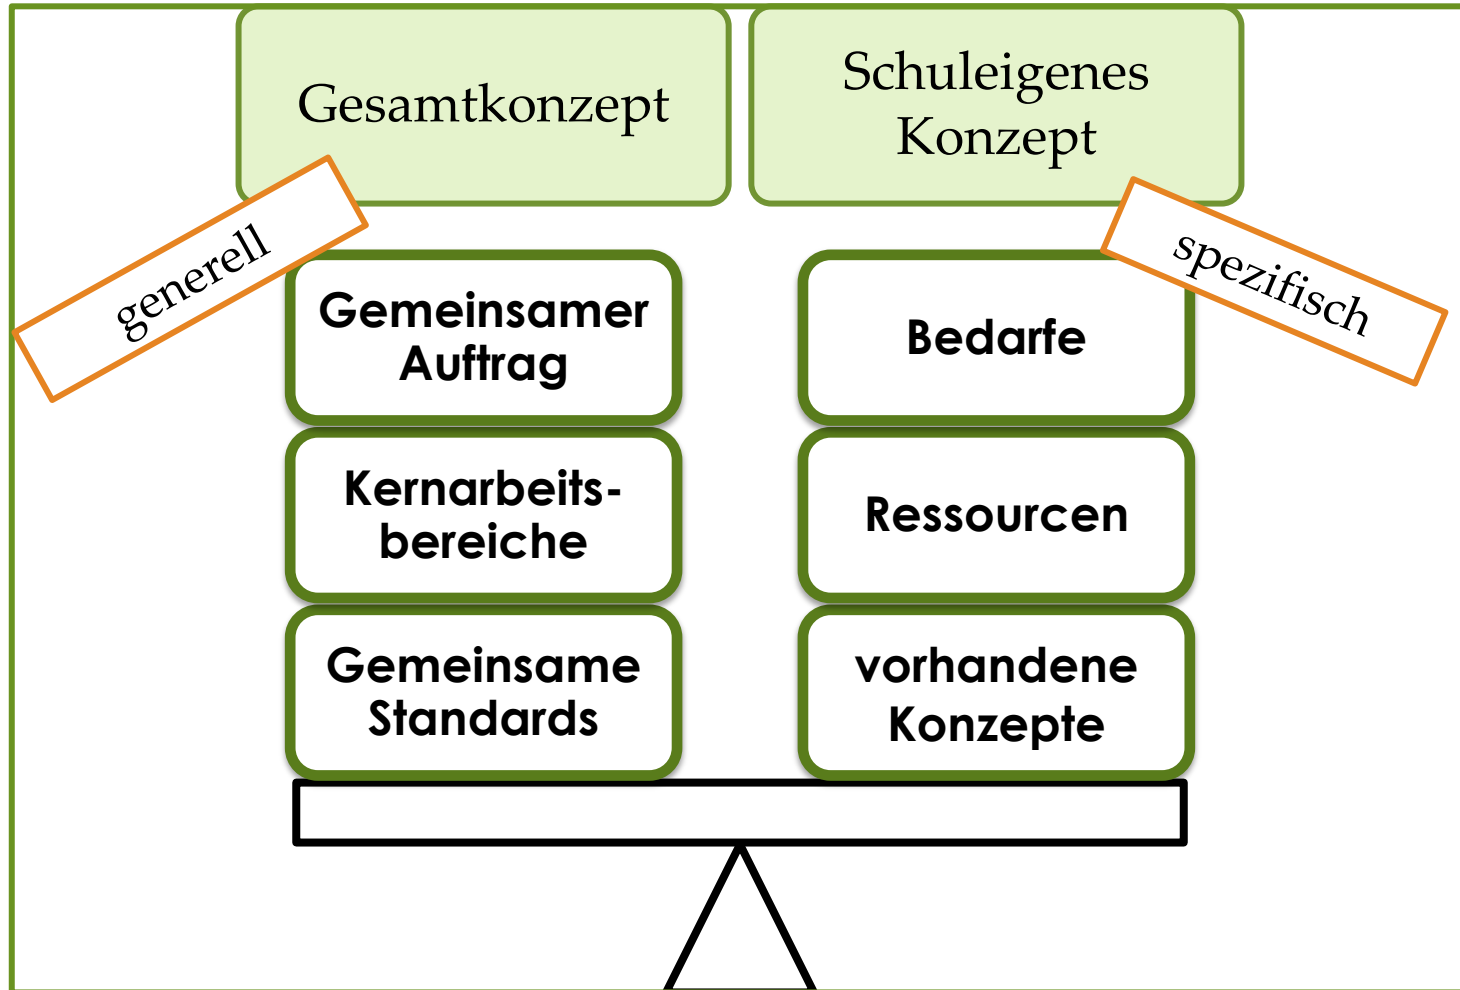 Gesamtkonzept
Schuleigenes
Konzept
generell
spezifisch
Gemeinsamer
Auftrag
Bedarfe
Kernarbeits-
bereiche
Ressourcen
Gemeinsame
Standards
vorhandene
Konzepte